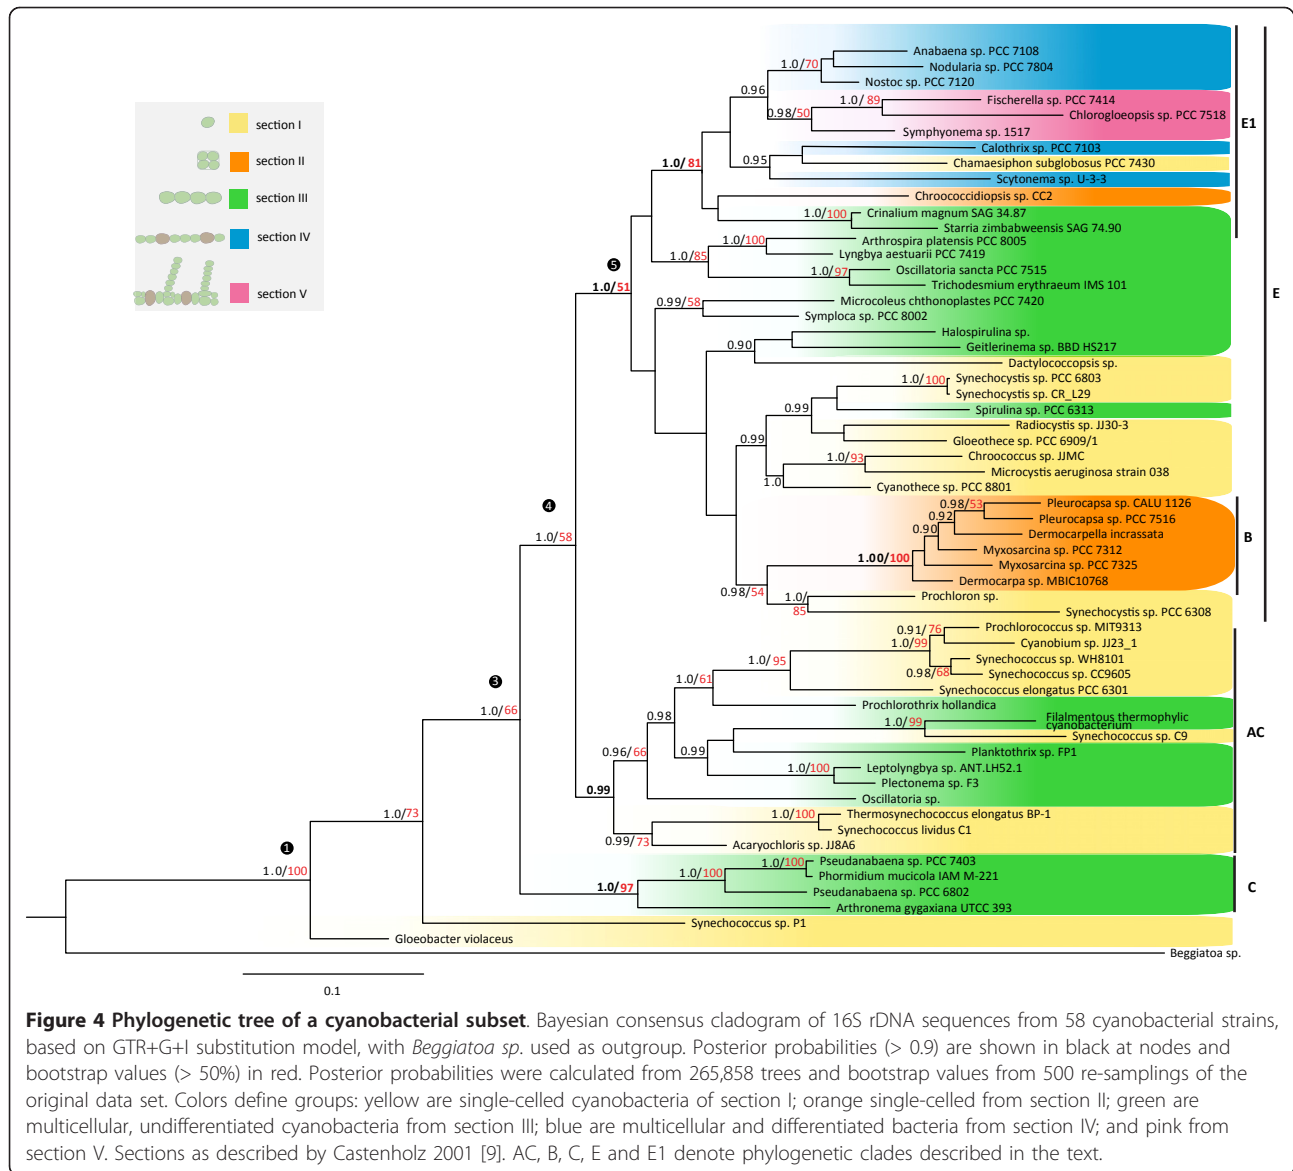 section I
section II
section III
section IV
section V
Anabaena sp. PCC 7108
1.0/70
Nodularia sp. PCC 7804
Nostoc sp. PCC 7120
0.96
1.0/89
Fischerella sp. PCC 7414
0.98/50
Chlorogloeopsis sp. PCC 7518
Symphyonema sp. 1517
E1
Calothrix sp. PCC 7103
1.0/81
0.95
Chamaesiphon subglobosus PCC 7430
Scytonema sp. U-3-3
Chroococcidiopsis sp. CC2
1.0/100
Crinalium magnum SAG 34.87
Starria zimbabweensis SAG 74.90
1.0/100
Arthrospira platensis PCC 8005
1.0/85
Lyngbya aestuarii PCC 7419
5
1.0/97
Oscillatoria sancta PCC 7515
1.0/51
Trichodesmium erythraeum IMS 101
E
0.99/58
Microcoleus chthonoplastes PCC 7420
Symploca sp. PCC 8002
Halospirulina sp.
0.90
Geitlerinema sp. BBD HS217
Dactylococcopsis sp.
1.0/100
Synechocystis sp. PCC 6803
Synechocystis sp. CR_L29
0.99
Spirulina sp. PCC 6313
Radiocystis sp. JJ30-3
0.99
Gloeothece sp. PCC 6909/1
1.0/93
Chroococcus sp. JJMC
Microcystis aeruginosa strain 038
1.0
Cyanothece sp. PCC 8801
4
0.98/53
Pleurocapsa sp. CALU 1126
0.92
Pleurocapsa sp. PCC 7516
0.90
Dermocarpella incrassata
B
1.0/58
1.00/100
Myxosarcina sp. PCC 7312
Myxosarcina sp. PCC 7325
Dermocarpa sp. MBIC10768
0.98/54
1.0/
85
Prochloron sp.
Synechocystis sp. PCC 6308
0.91/76
Prochlorococcus sp. MIT9313
1.0/99
Cyanobium sp. JJ23_1
1.0/95
Synechococcus sp. WH8101
0.98/68
Synechococcus sp. CC9605
3
1.0/61
Synechococcus elongatus PCC 6301
1.0/66
Prochlorothrix hollandica
0.98
1.0/99
Filalmentous thermophylic
cyanobacterium
AC
Synechococcus sp. C9
0.96/66
0.99
Planktothrix sp. FP1
1.0/100
Leptolyngbya sp. ANT.LH52.1
Plectonema sp. F3
0.99
Oscillatoria sp.
1.0/73
1.0/100
Thermosynechococcus elongatus BP-1
Synechococcus lividus C1
0.99/73
Acaryochloris sp. JJ8A6
1
1.0/100
1.0/100
Pseudanabaena sp. PCC 7403
1.0/100
Phormidium mucicola IAM M-221
1.0/97
Pseudanabaena sp. PCC 6802
C
Arthronema gygaxiana UTCC 393
Synechococcus sp. P1
Gloeobacter violaceus
Beggiatoa sp.
0.1
Figure 4 Phylogenetic tree of a cyanobacterial subset. Bayesian consensus cladogram of 16S rDNA sequences from 58 cyanobacterial strains,
based on GTR+G+I substitution model, with Beggiatoa sp. used as outgroup. Posterior probabilities (> 0.9) are shown in black at nodes and
bootstrap values (> 50%) in red. Posterior probabilities were calculated from 265,858 trees and bootstrap values from 500 re-samplings of the
original data set. Colors define groups: yellow are single-celled cyanobacteria of section I; orange single-celled from section II; green are
multicellular, undifferentiated cyanobacteria from section III; blue are multicellular and differentiated bacteria from section IV; and pink from
section V. Sections as described by Castenholz 2001 [9]. AC, B, C, E and E1 denote phylogenetic clades described in the text.